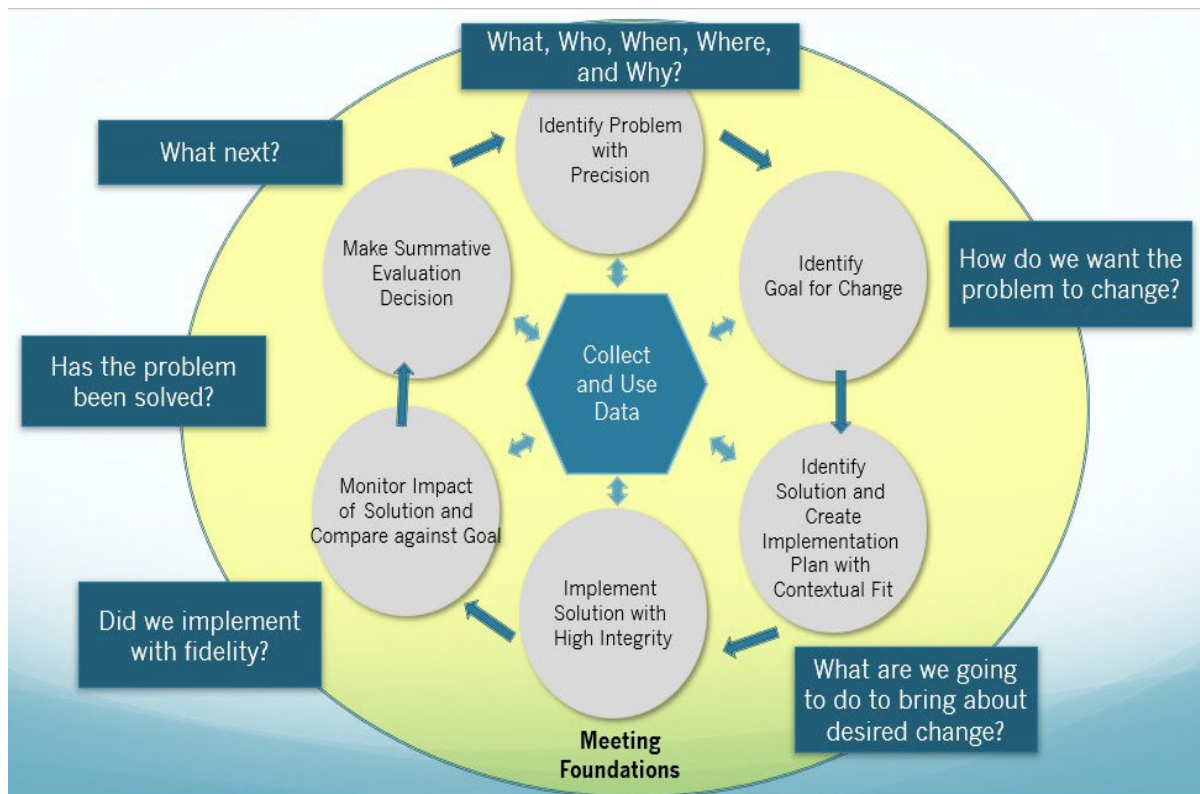 What, Who, When, Where,
and Why?
Identify Problem
with
Precision
What next?
Make Summative
Evaluation
Decision
Identify
Goal for Change
How do we want the
problem to change?
Collect
and Use
Data
Has the problem
been solved?
Monitor Impact
of Solution and
Compare against Goal
Identify
Solution and
Create
Implementation
Plan with
Contextual Fit
Implement
Solution with
High Integrity
Did we implement
with fidelity?
What are we going
to do to bring about
desired change?
Meeting
Foundations